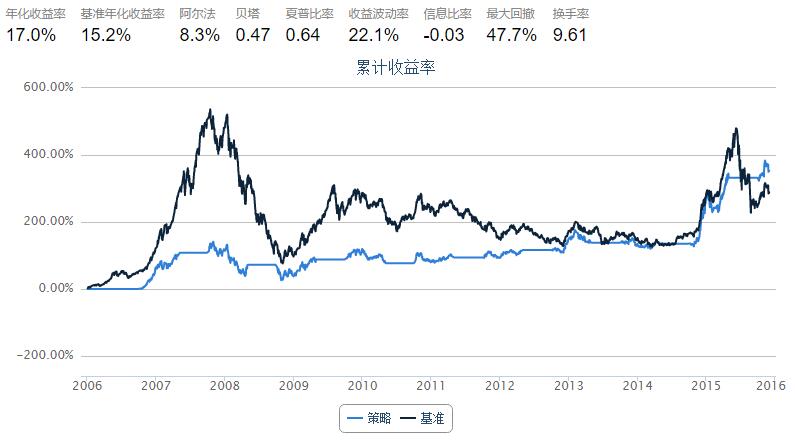 年化收益率 基准年化收益率 阿尔法 贝塔 夏普比率 收益波动率 信息比率 最大回撤 换手率
17.0% 15.2% 8.3% 0.47 0.64 22.1% -0.03 47.7% 9.61
累计收益率
600.00%
400.00%
200.00%
0.00%
-200.00%
2006 2007 2008 2009 2010 2011 2012 2013 2014 2015 2016
策略 基准